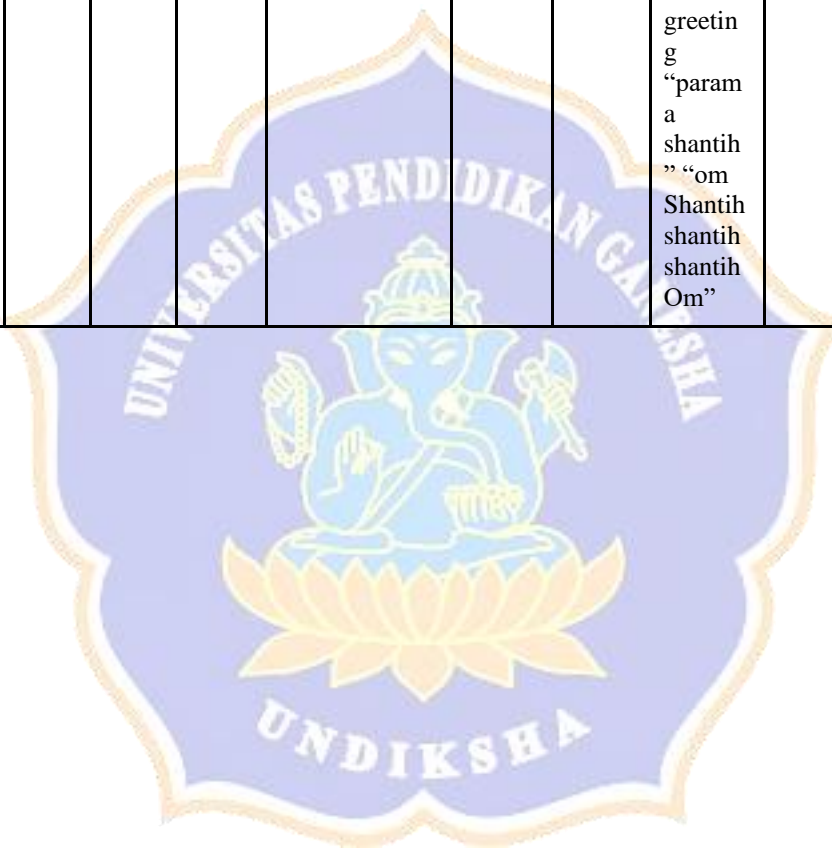 greetin
g
“param
a
shantih
” “om
Shantih
shantih
shantih
Om”
UNIVERSITAS PENDIDIKAN GANESHA
UNDIKSHA